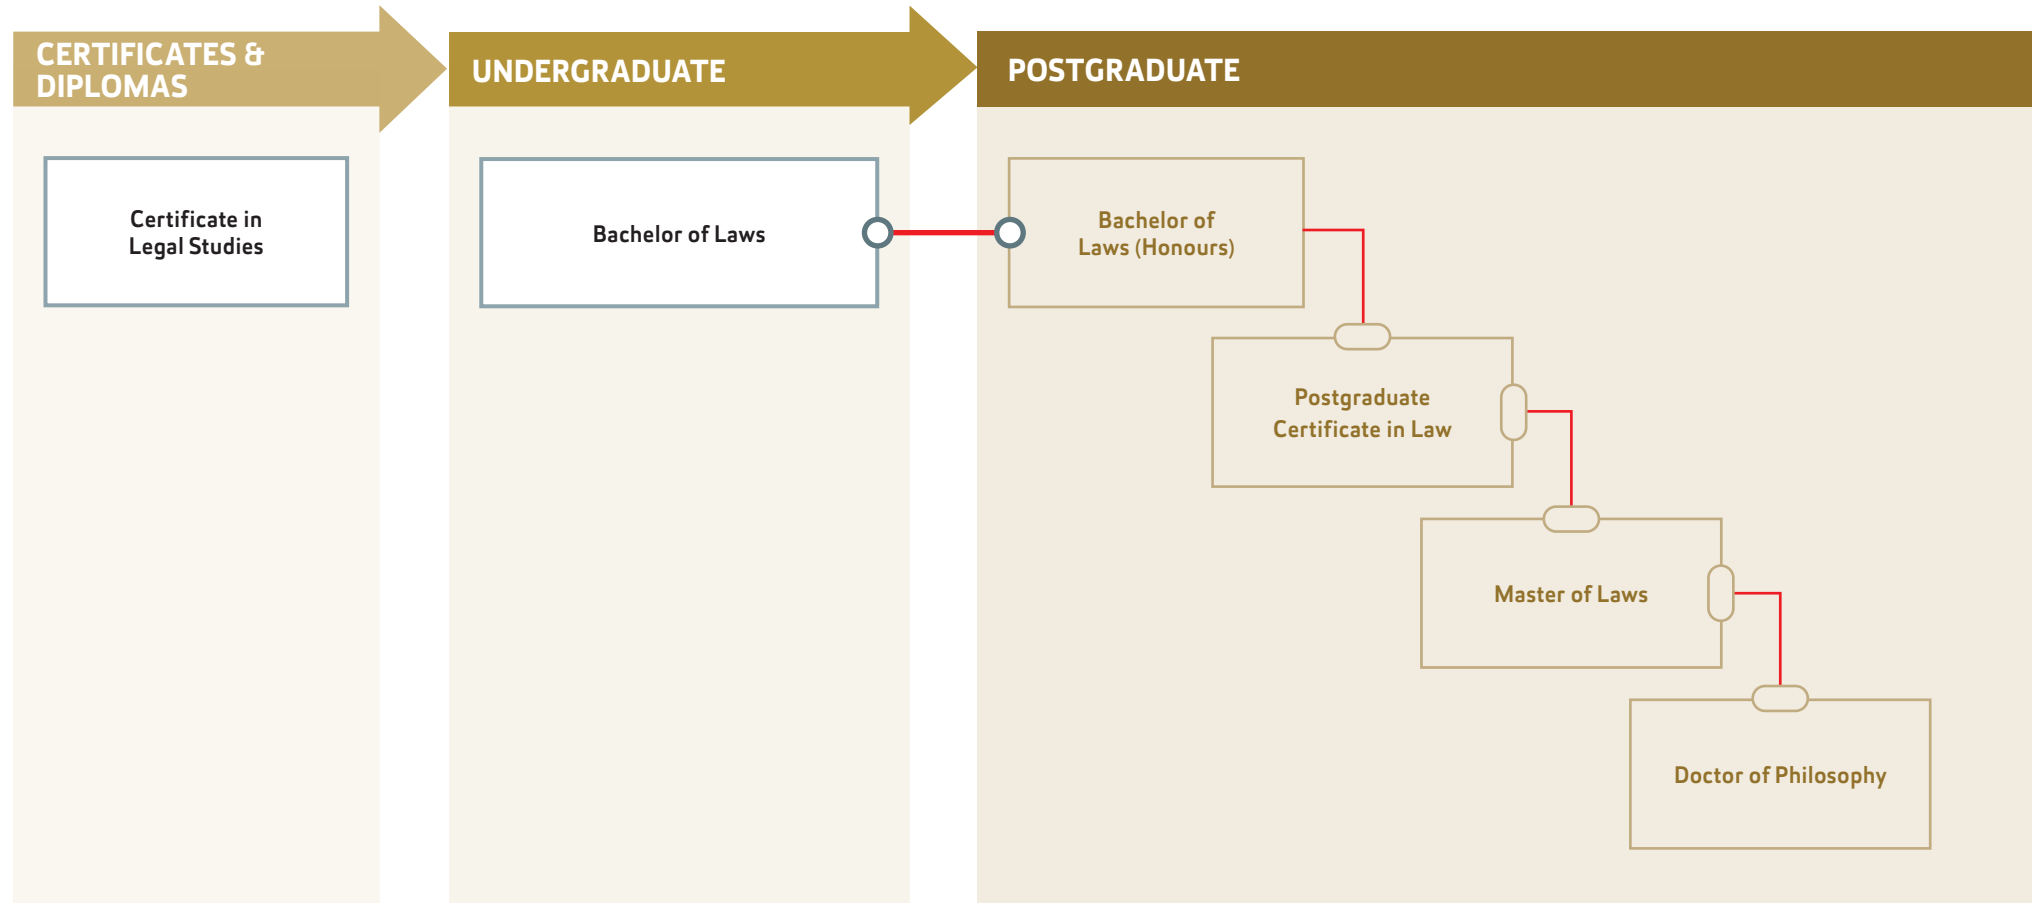 CERTIFICATES &
DIPLOMAS
UNDERGRADUATE
POSTGRADUATE
Certificate in
Legal Studies
Bachelor of Laws
Bachelor of
Laws (Honours)
Postgraduate
Certificate in Law
Master of Laws
Doctor of Philosophy